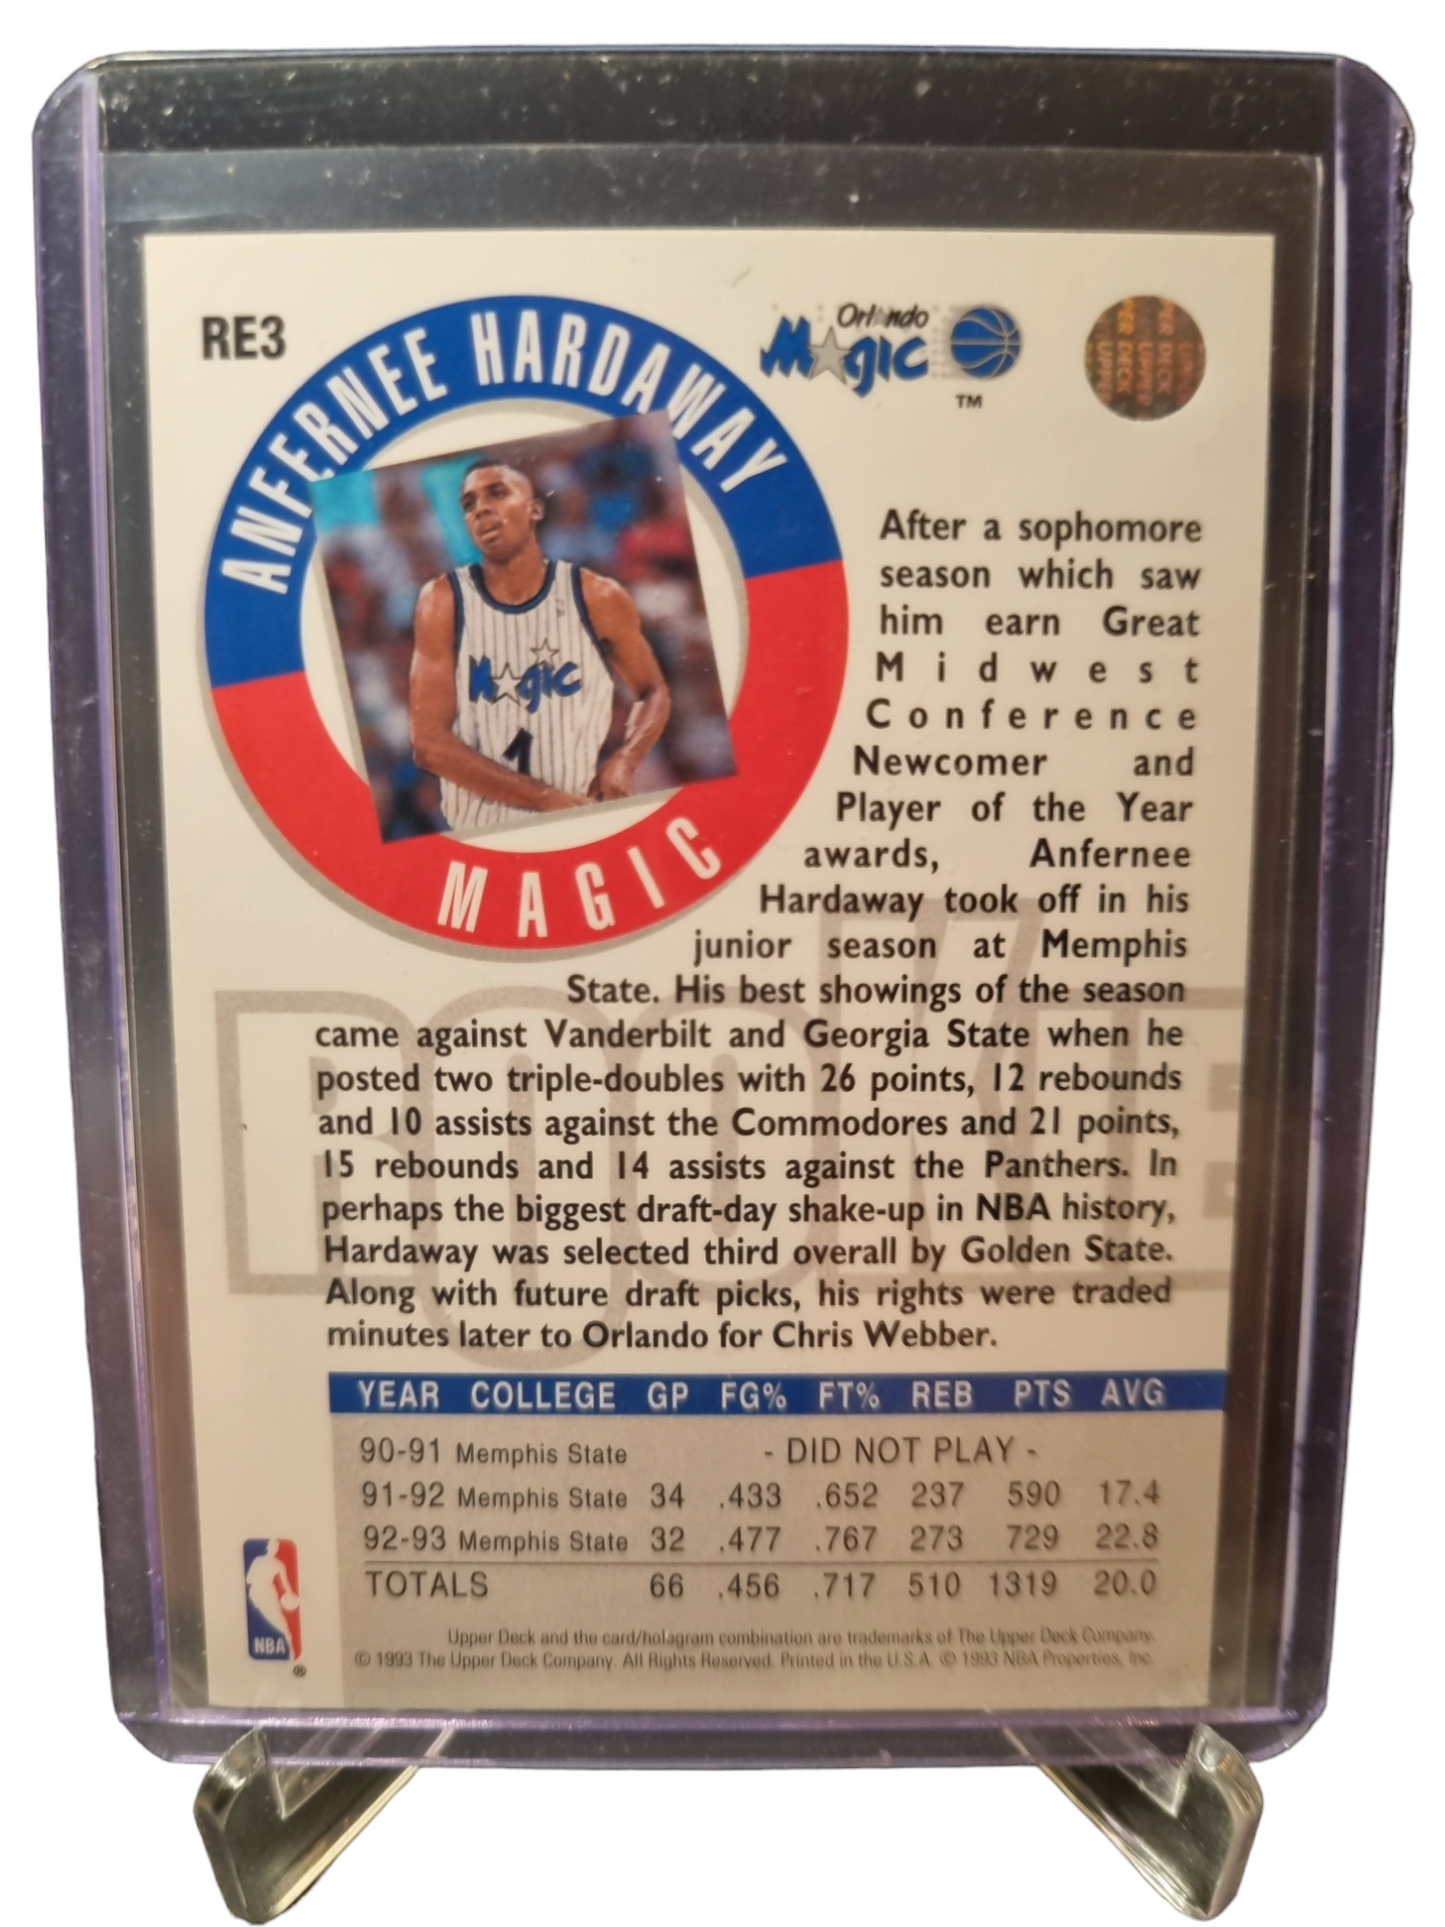 RE3
ANFERNEE HARDAWAY
MAGIC
Orlando
Magic
TM
UPPER DECK
Magic
1
After a sophomore
season which saw
him earn Great
Midwest
Conference
Newcomer and
Player of the Year
awards, Anfernee
Hardaway took off in his
junior season at Memphis
State. His best showings of the season
came against Vanderbilt and Georgia State when he
posted two triple-doubles with 26 points, 12 rebounds
and 10 assists against the Commodores and 21 points,
15 rebounds and 14 assists against the Panthers. In
perhaps the biggest draft-day shake-up in NBA history,
Hardaway was selected third overall by Golden State.
Along with future draft picks, his rights were traded
minutes later to Orlando for Chris Webber.
ROOKIE
YEAR COLLEGE GP FG% FT% REB PTS AVG
90-91 Memphis State - DID NOT PLAY -
91-92 Memphis State 34 .433 .652 237 590 17.4
92-93 Memphis State 32 .477 .767 273 729 22.8
TOTALS 66 .456 .717 510 1319 20.0
NBA
®
Upper Deck and the card/hologram combination are trademarks of The Upper Deck Company.
© 1993 The Upper Deck Company. All Rights Reserved. Printed in the U.S.A. © 1993 NBA Properties, Inc.